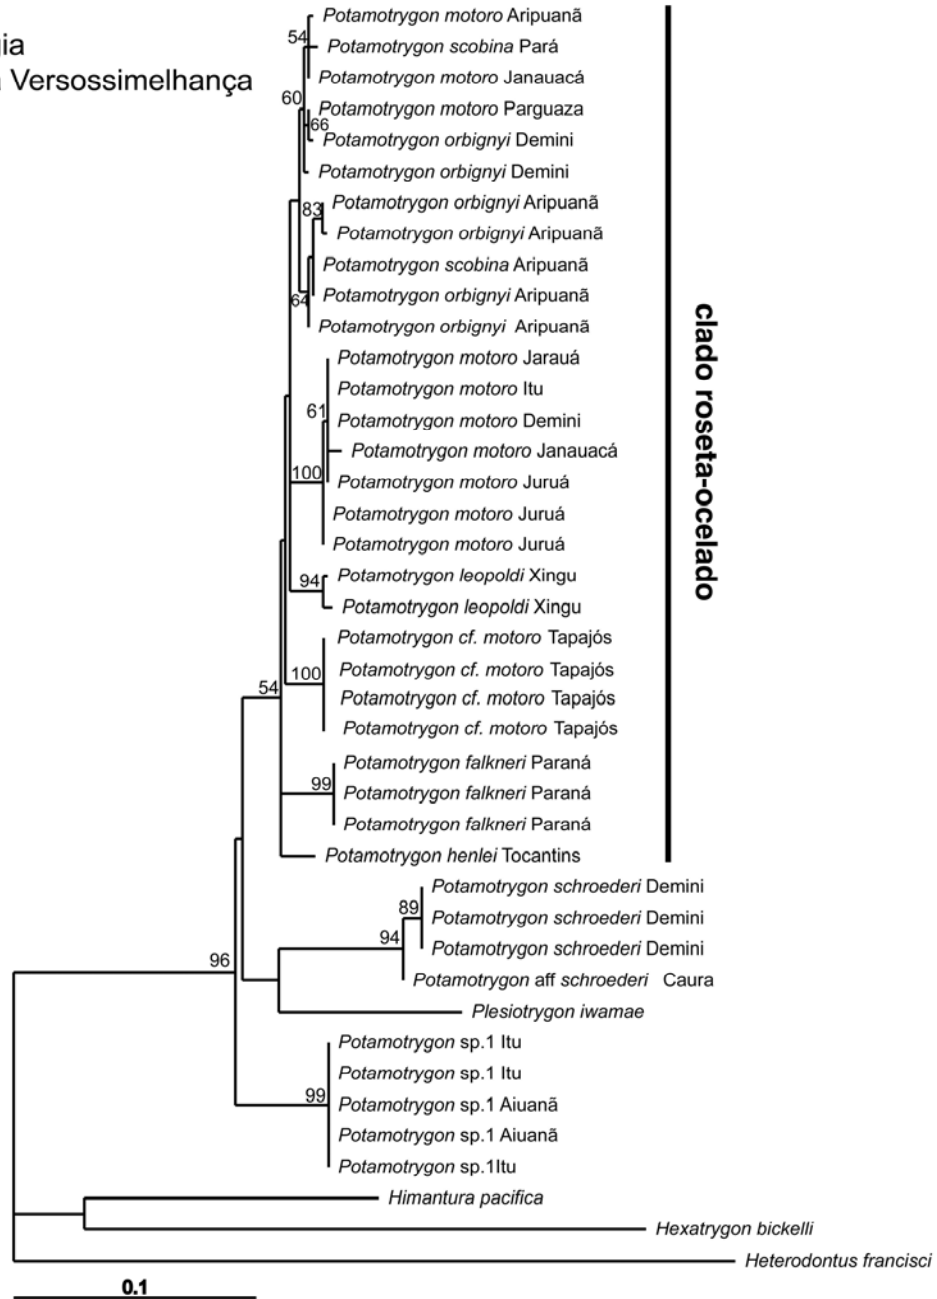 gia
Versossimelhança
54
Potamotrygon motoro Aripuanã
Potamotrygon scobina Pará
Potamotrygon motoro Janauacá
60
Potamotrygon motoro Parguaza
66
Potamotrygon orbignyi Demini
Potamotrygon orbignyi Demini
83
Potamotrygon orbignyi Aripuanã
Potamotrygon orbignyi Aripuanã
Potamotrygon scobina Aripuanã
64
Potamotrygon orbignyi Aripuanã
Potamotrygon orbignyi Aripuanã
Potamotrygon motoro Jarauá
Potamotrygon motoro Itu
61
Potamotrygon motoro Demini
Potamotrygon motoro Janauacá
100
Potamotrygon motoro Juruá
Potamotrygon motoro Juruá
Potamotrygon motoro Juruá
94
Potamotrygon leopoldi Xingu
Potamotrygon leopoldi Xingu
Potamotrygon cf. motoro Tapajós
100
Potamotrygon cf. motoro Tapajós
Potamotrygon cf. motoro Tapajós
54
Potamotrygon cf. motoro Tapajós
Potamotrygon falkneri Paraná
99
Potamotrygon falkneri Paraná
Potamotrygon falkneri Paraná
Potamotrygon henlei Tocantins
clado roseta-ocelado
Potamotrygon schroederi Demini
89
Potamotrygon schroederi Demini
94
Potamotrygon schroederi Demini
96
Potamotrygon aff schroederi Caura
Plesiotrygon iwamae
Potamotrygon sp.1 Itu
Potamotrygon sp.1 Itu
99
Potamotrygon sp.1 Aiuanã
Potamotrygon sp.1 Aiuanã
Potamotrygon sp.1Itu
Himantura pacifica
Hexatrygon bickelli
Heterodontus francisci
0.1